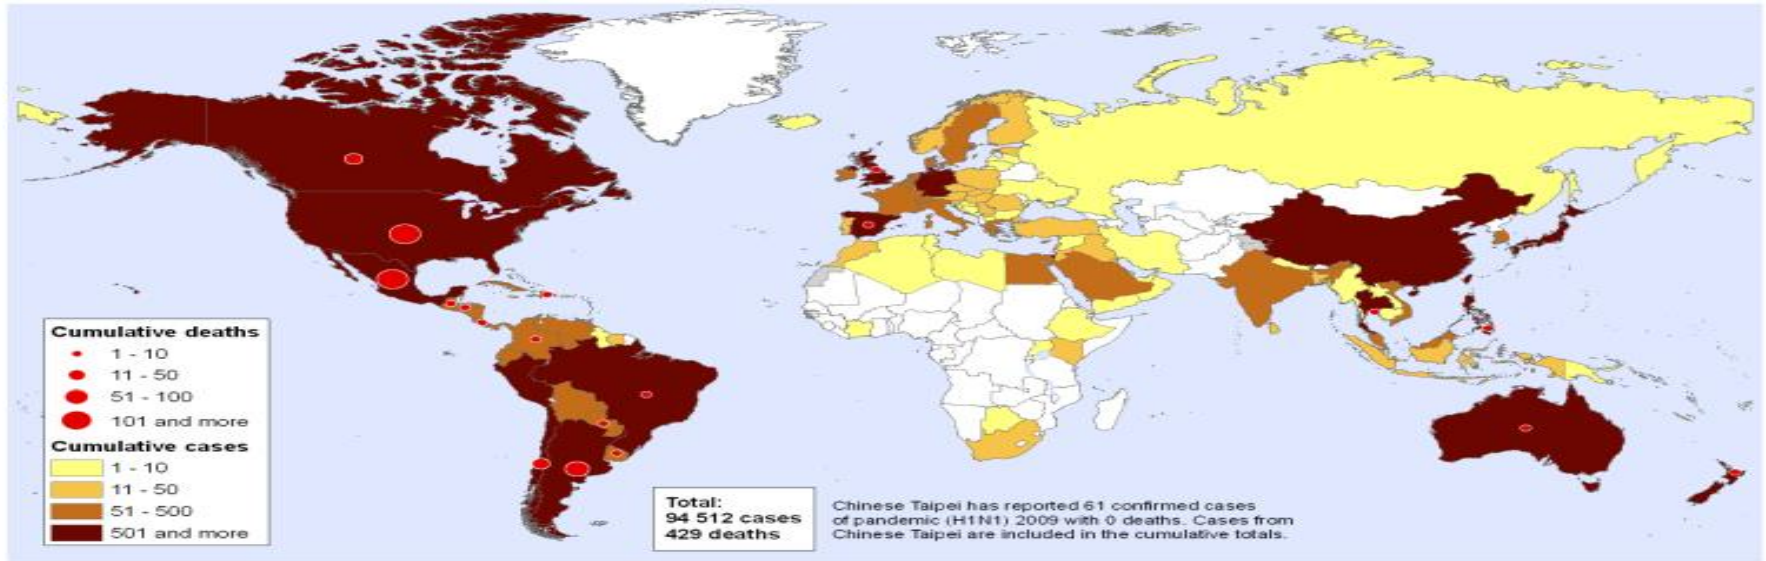 Cumulative deaths
1 - 10
11 - 50
51 - 100
101 and more
Cumulative cases
1 - 10
11 - 50
51 - 500
501 and more
Total:
94 512 cases
429 deaths
Chinese Taipei has reported 61 confirmed cases
of pandemic (H1N1) 2009 with 0 deaths. Cases from
Chinese Taipei are included in the cumulative totals.